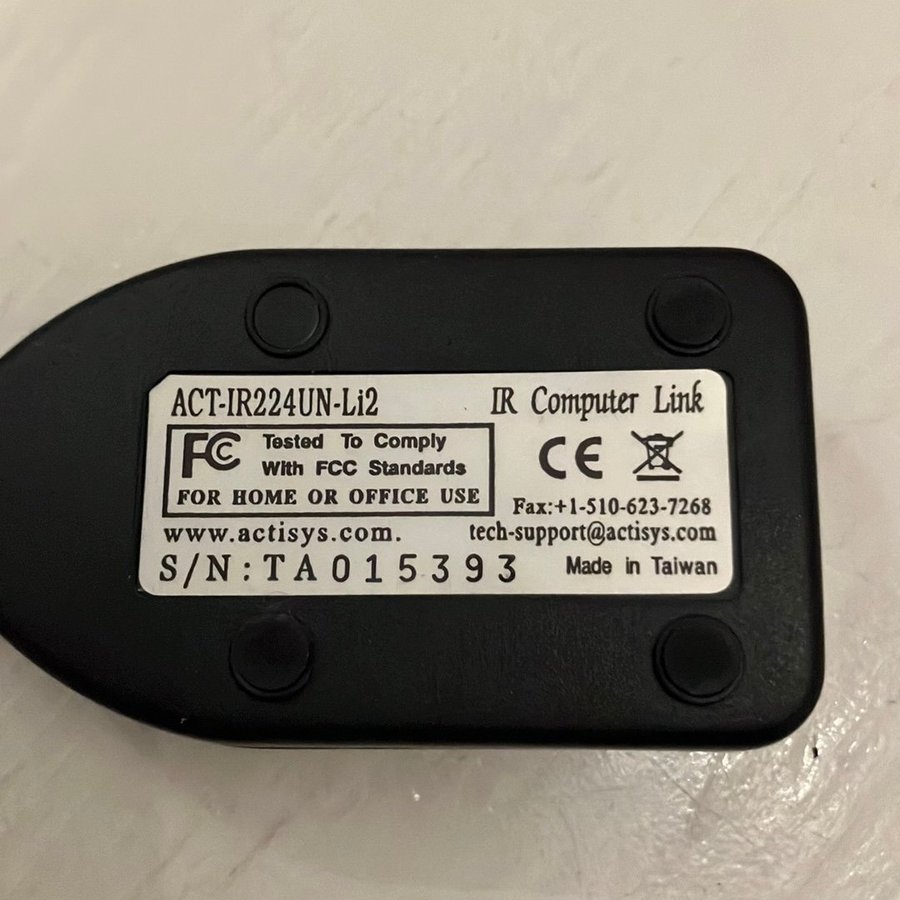 ACT-IR224UN-Li2 IR Computer Link
FC Tested To Comply
With FCC Standards
FOR HOME OR OFFICE USE
CE
Fax:+1-510-623-7268
www.actisys.com. tech-support@actisys.com
S/N:TA015393 Made in Taiwan